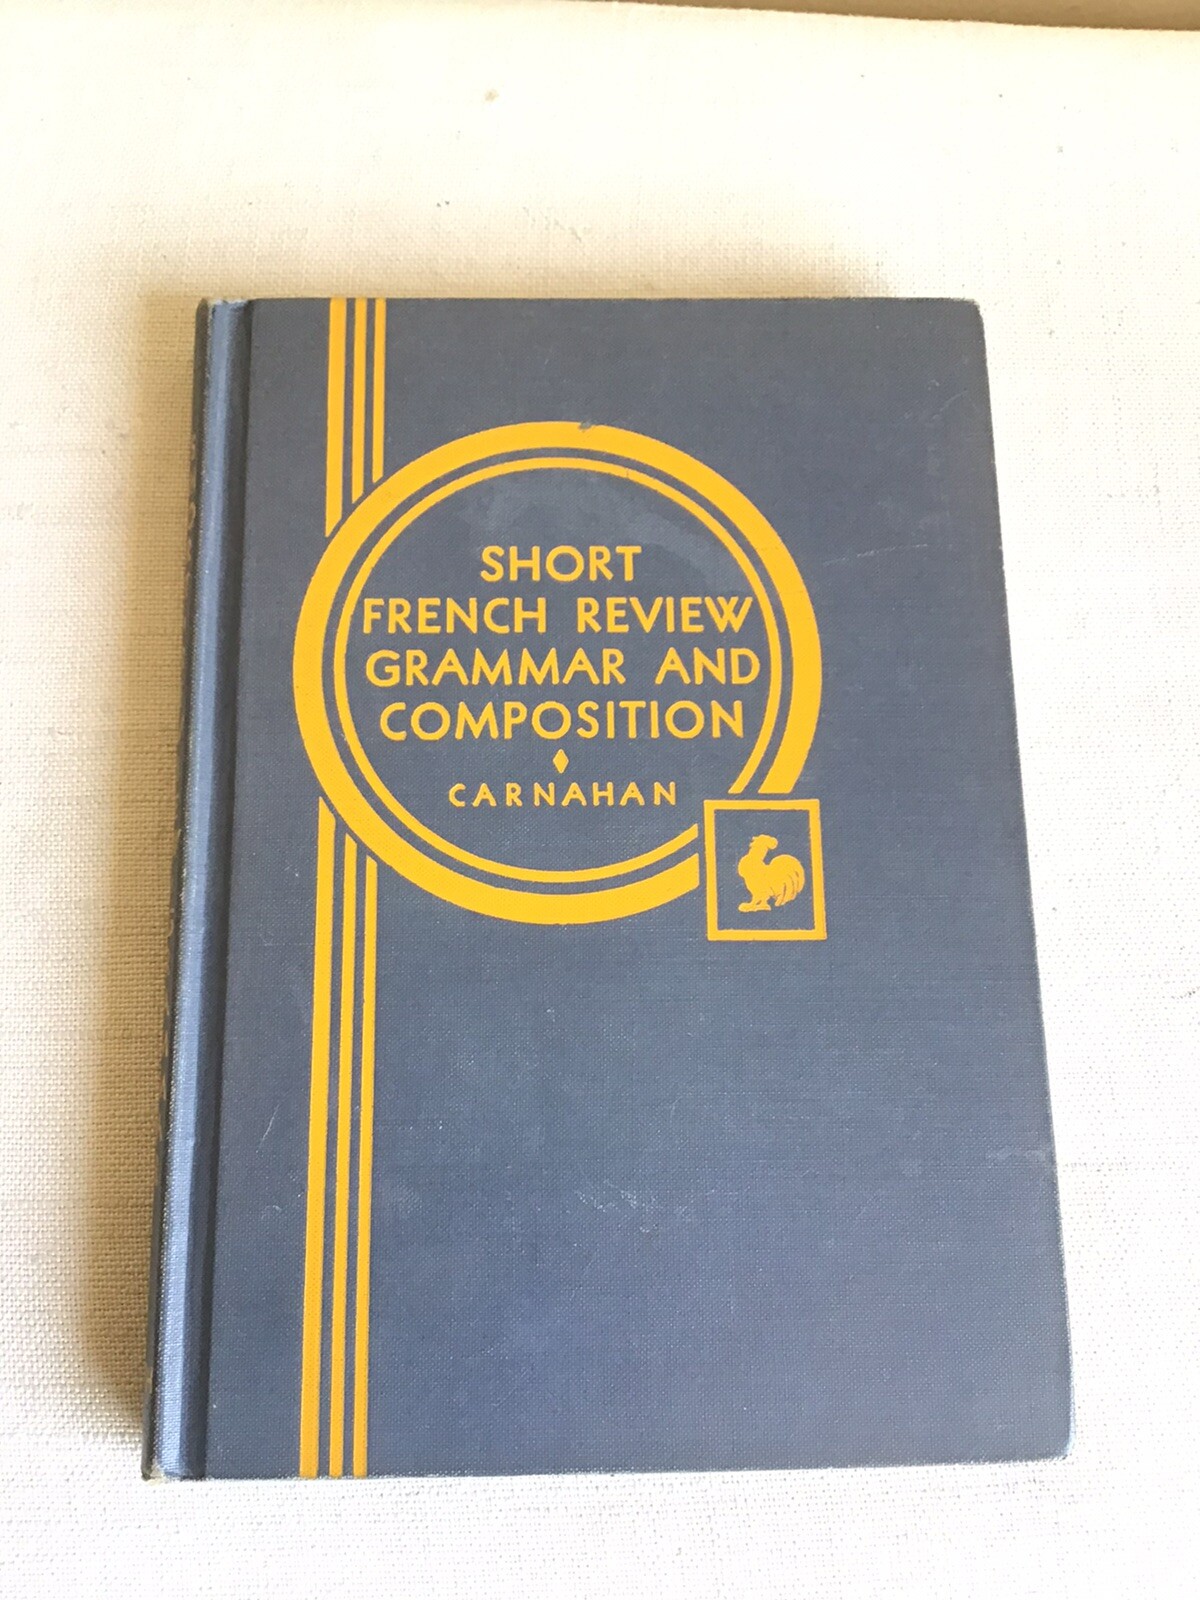 SHORT
FRENCH REVIEW
GRAMMAR AND
COMPOSITION
CARNAHAN